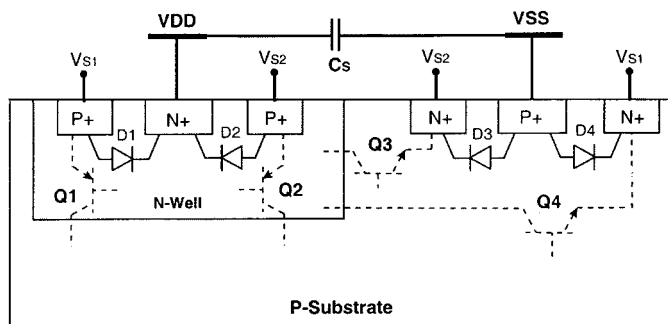 VDD VSS
Cs
VS1 VS2 VS2 VS1
P+ N+ P+ N+ P+ N+
D1 D2 D3 D4
Q3
Q1 Q2
N-Well Q4
P-Substrate